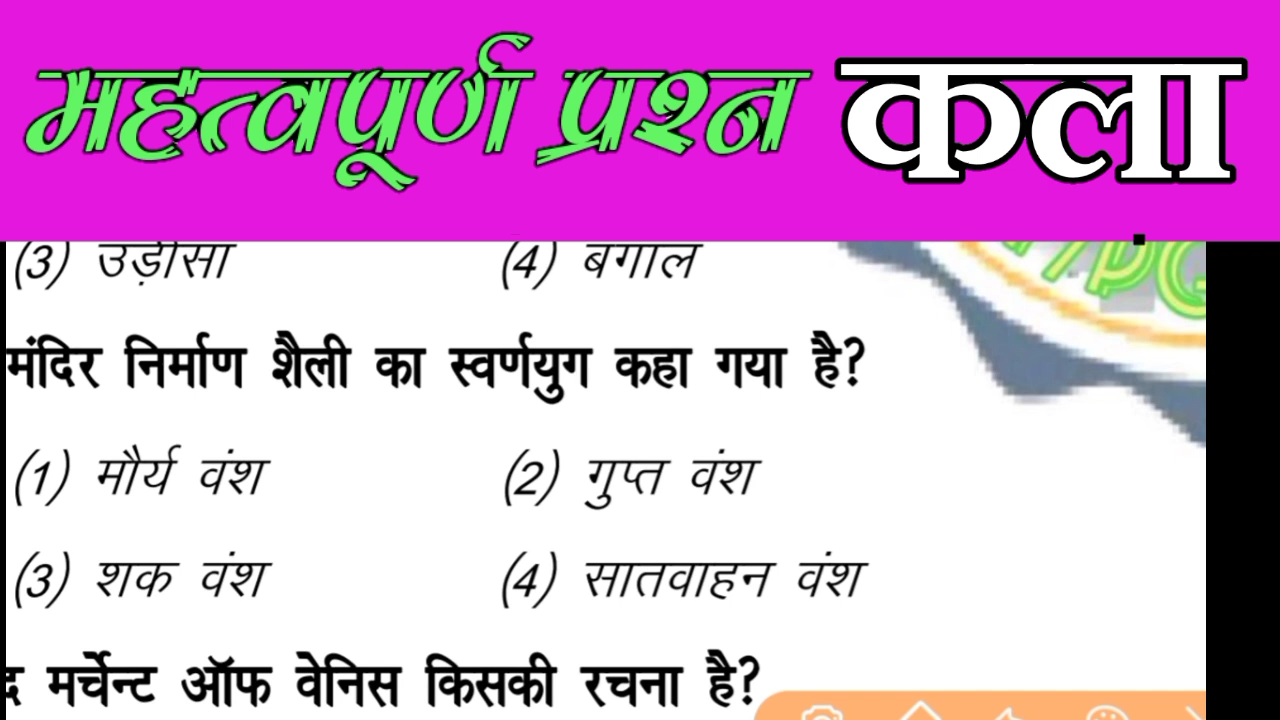 महत्वपूर्ण प्रश्न कला
(3) उड़ीसा (4) बगाल
मंदिर निर्माण शैली का स्वर्णयुग कहा गया है?
(1) मौर्य वंश (2) गुप्त वंश
(3) शक वंश (4) सातवाहन वंश
द मर्चेन्ट ऑफ वेनिस किसकी रचना है?